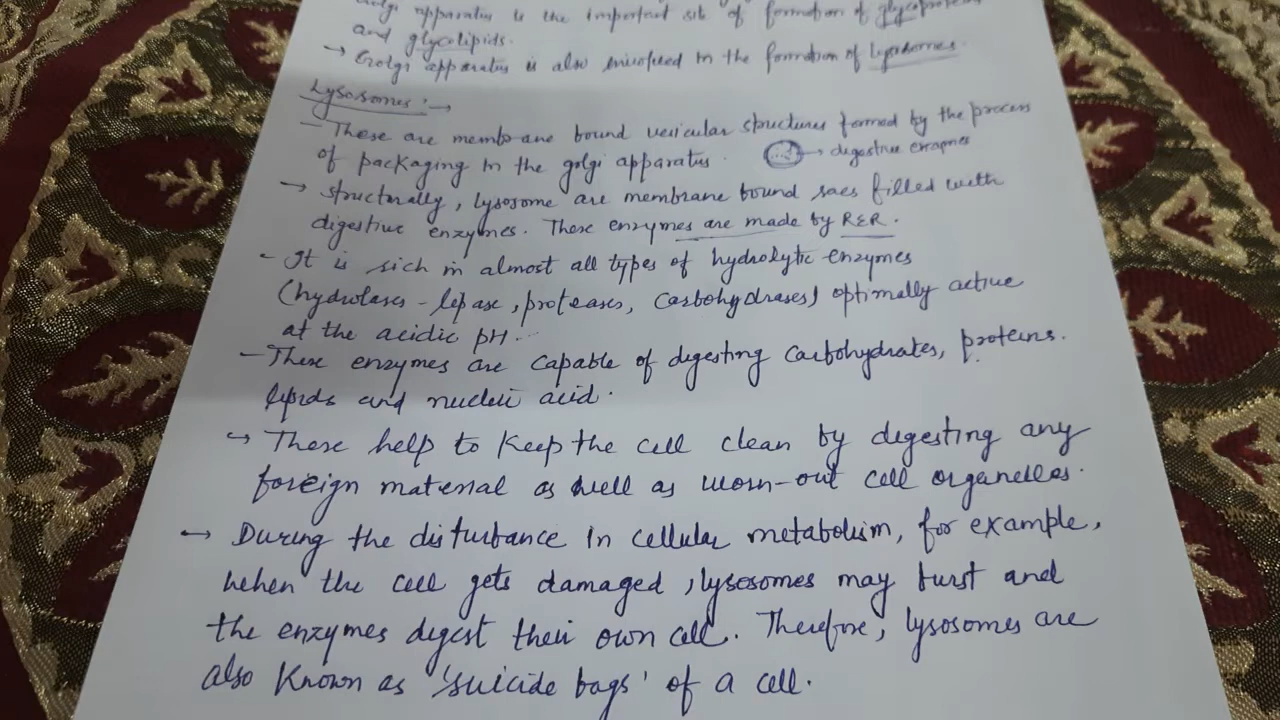 Golgi apparatus is the important site of formation of glycoproteins
and glycolipids.
→ Golgi apparatus is also involved in the formation of lysosomes.
Lysosomes :→
- These are membrane bound vesicular structures formed by the process
of packaging in the golgi apparatus. → digestive enzymes
→ structurally, lysosome are membrane bound sacs filled with
digestive enzymes. These enzymes are made by RER.
- It is rich in almost all types of hydrolytic enzymes
(hydrolases - lipase, proteases, carbohydrases) optimally active
at the acidic pH.
- These enzymes are capable of digesting carbohydrates, proteins.
lipids and nucleic acid.
→ These help to keep the cell clean by digesting any
foreign material as well as worn-out cell organelles.
→ During the disturbance in cellular metabolism, for example,
when the cell gets damaged, lysosomes may burst and
the enzymes digest their own cell. Therefore, lysosomes are
also known as 'suicide bags' of a cell.